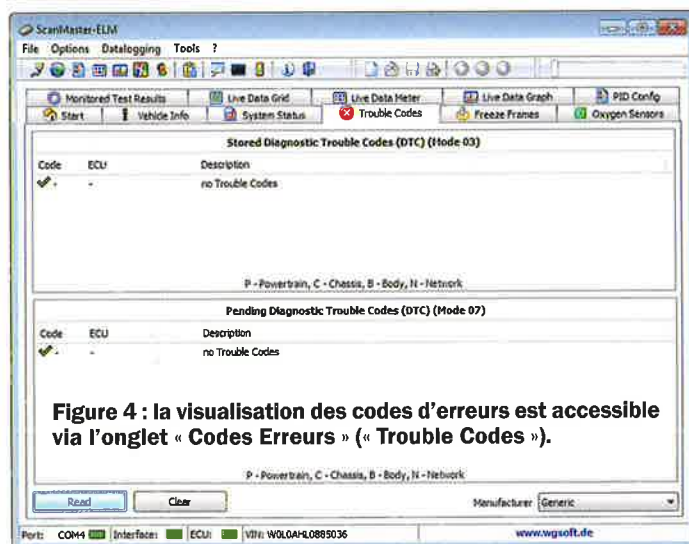 ScanMaster-ELM
File Options Datalogging Tools ?
Monitored Test Results Live Data Grid Live Data Meter Live Data Graph PID Config
Start Vehicle Info System Status Trouble Codes Freeze Frames Oxygen Sensors
Stored Diagnostic Trouble Codes (DTC) (Mode 03)
Code ECU Description
- - no Trouble Codes
P - Powertrain, C - Chassis, B - Body, N - Network
Pending Diagnostic Trouble Codes (DTC) (Mode 07)
Code ECU Description
- - no Trouble Codes
Figure 4 : la visualisation des codes d'erreurs est accessible
via l'onglet « Codes Erreurs » (« Trouble Codes »).
P - Powertrain, C - Chassis, B - Body, N - Network
Read Clear Manufacturer Generic
Port: COM4 Interface: ECU: VIN: W0L0AHL0885036 www.wgsoft.de